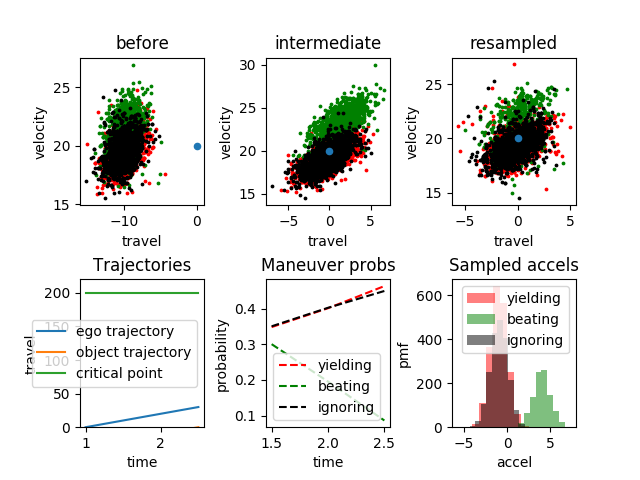 before
intermediate
resampled
velocity
25
20
15
−10
0
travel
velocity
30
25
20
15
−5
0
5
travel
velocity
25
20
15
−5
0
5
travel
Trajectories
travel
200
150
100
50
0
ego trajectory
object trajectory
critical point
1
2
time
Maneuver probs
probability
0.4
0.3
0.2
0.1
yielding
beating
ignoring
1.5
2.0
2.5
time
Sampled accels
pmf
600
400
200
0
yielding
beating
ignoring
−5
0
5
accel